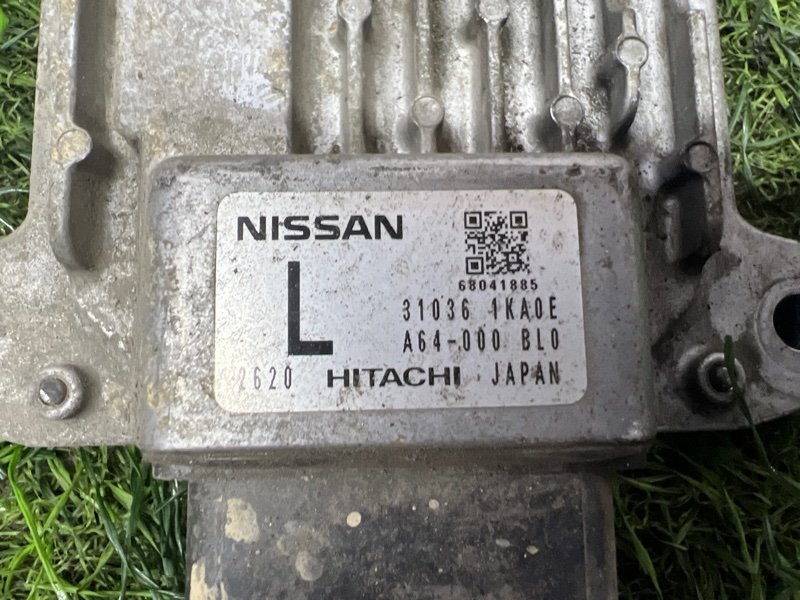 NISSAN
68041885
L
31036 1KA0E
A64-000 BL0
2620 HITACHI JAPAN